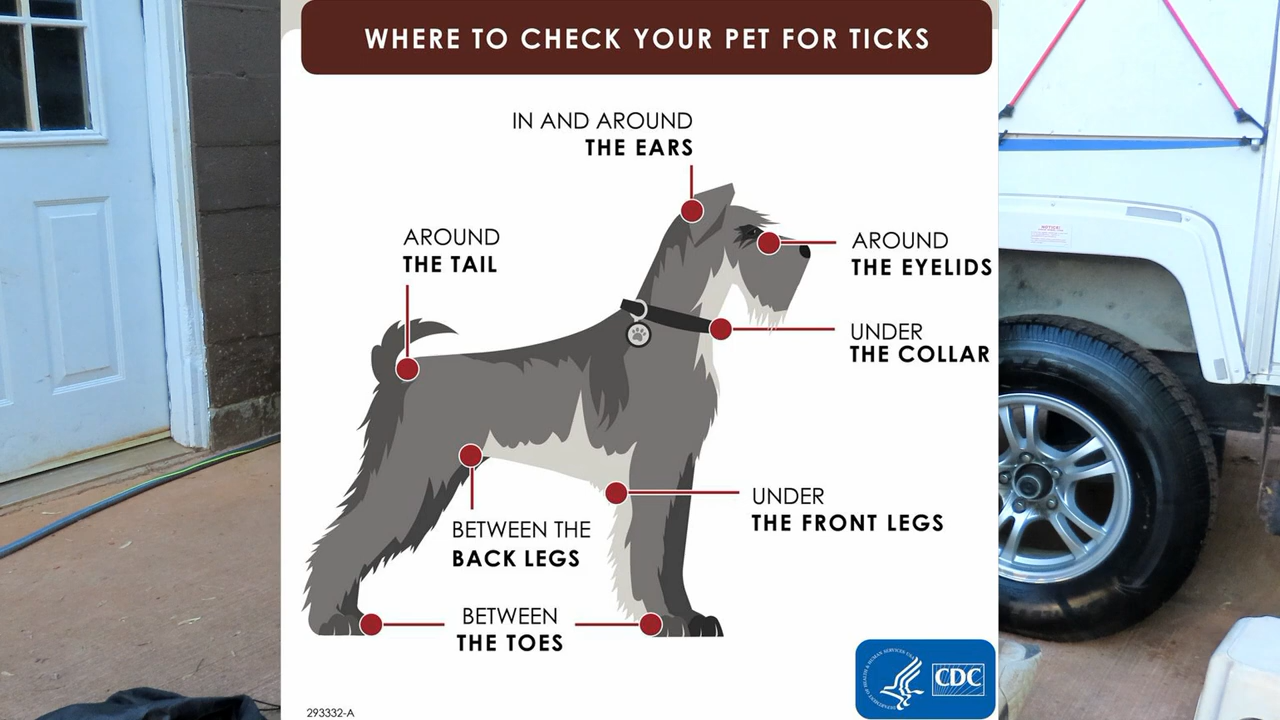 WHERE TO CHECK YOUR PET FOR TICKS
IN AND AROUND
THE EARS
AROUND
THE TAIL
AROUND
THE EYELIDS
UNDER
THE COLLAR
UNDER
THE FRONT LEGS
BETWEEN THE
BACK LEGS
BETWEEN
THE TOES
CDC
293332-A